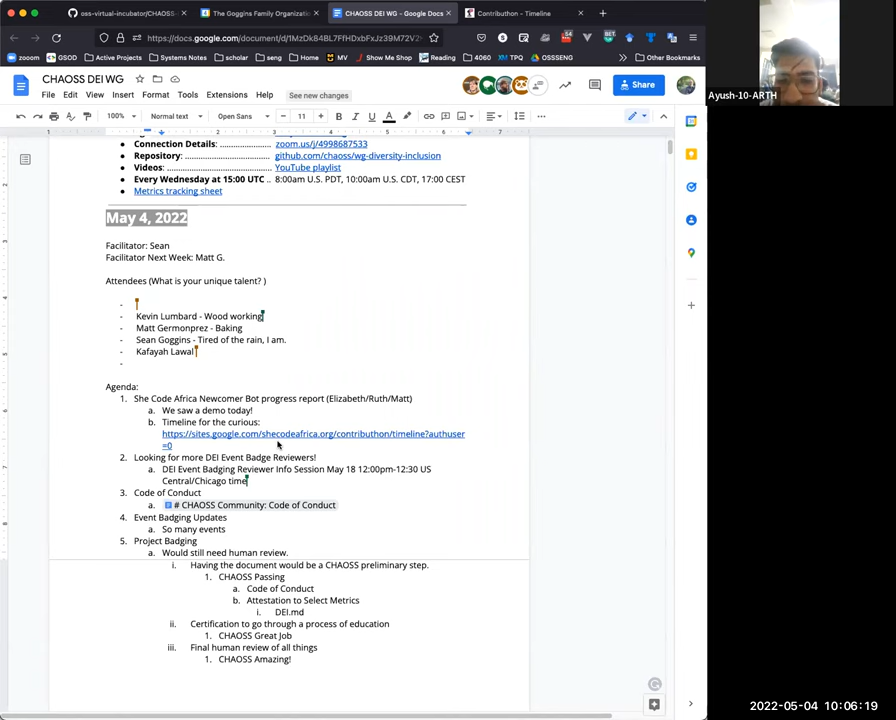 oss-virtual-incubator/CHAOSS-
The Goggins Family Organizati
CHAOSS DEI WG - Google Docs
Contributhon - Timeline
https://docs.google.com/document/d/1MzDk84BL7FfHDxbFxJz39M72V2
zooom
GSOD
Active Projects
Systems Notes
scholar
seng
Home
MV
Show Me Shop
Reading
4060
XM
TPQ
OSSSENG
Other Bookmarks
CHAOSS DEI WG
File Edit View Insert Format Tools Extensions Help See new changes
Share
100% Normal text Open Sans 11
Connection Details: zoom.us/j/4998687533
Repository: github.com/chaoss/wg-diversity-inclusion
Videos: YouTube playlist
Every Wednesday at 15:00 UTC .. 8:00am U.S. PDT, 10:00am U.S. CDT, 17:00 CEST
Metrics tracking sheet
May 4, 2022
Facilitator: Sean
Facilitator Next Week: Matt G.
Attendees (What is your unique talent? )
-
- Kevin Lumbard - Wood working
- Matt Germonprez - Baking
- Sean Goggins - Tired of the rain, I am.
- Kafayah Lawal
-
Agenda:
1. She Code Africa Newcomer Bot progress report (Elizabeth/Ruth/Matt)
a. We saw a demo today!
b. Timeline for the curious:
https://sites.google.com/shecodeafrica.org/contributhon/timeline?authuser
=0
2. Looking for more DEI Event Badge Reviewers!
a. DEI Event Badging Reviewer Info Session May 18 12:00pm-12:30 US
Central/Chicago time
3. Code of Conduct
a. # CHAOSS Community: Code of Conduct
4. Event Badging Updates
a. So many events
5. Project Badging
a. Would still need human review.
i. Having the document would be a CHAOSS preliminary step.
1. CHAOSS Passing
a. Code of Conduct
b. Attestation to Select Metrics
i. DEI.md
ii. Certification to go through a process of education
1. CHAOSS Great Job
iii. Final human review of all things
1. CHAOSS Amazing!
Ayush-10-ARTH
2022-05-04 10:06:19